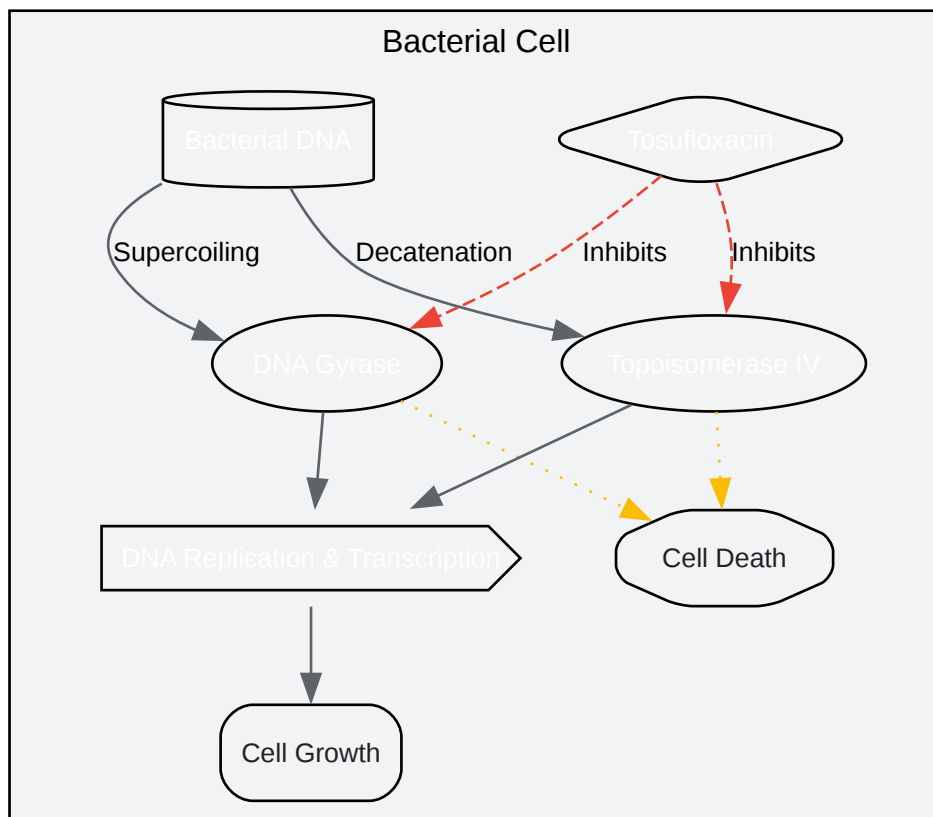 Bacterial Cell
Bacterial DNA
Tosufloxacin
Supercoiling
Decatenation
Inhibits
Inhibits
DNA Gyrase
Topoisomerase IV
DNA Replication & Transcription
Cell Death
Cell Growth